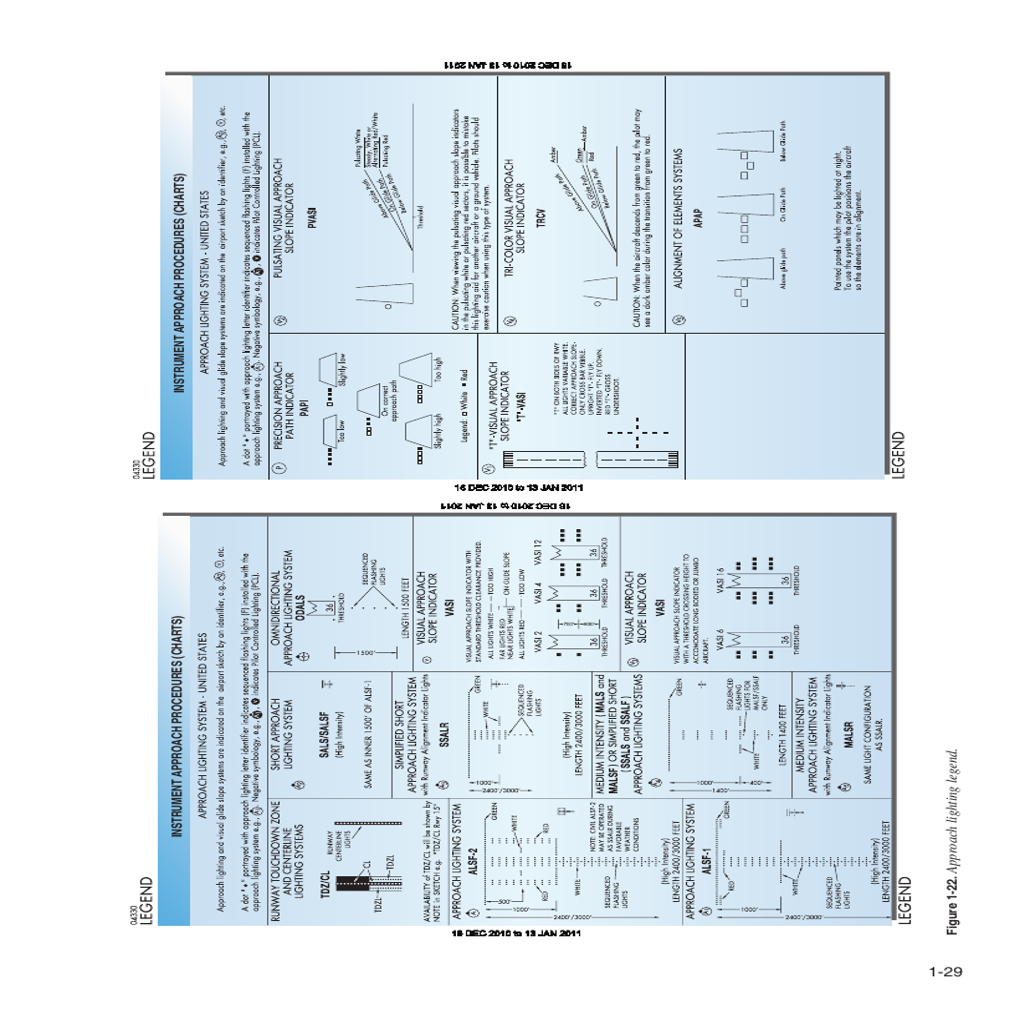 04330
LEGEND
INSTRUMENT APPROACH PROCEDURES (CHARTS)
APPROACH LIGHTING SYSTEM - UNITED STATES
Approach lighting and visual glide slope systems are indicated on the airport sketch by an identifier, e.g., etc.
A dot " • " portrayed with approach lighting letter identifier indicates sequenced flashing lights (F) installed with the
approach lighting system e.g., Negative symbology, e.g., indicates Pilot Controlled Lighting (PCL).
RUNWAY TOUCHDOWN ZONE
AND CENTERLINE
LIGHTING SYSTEMS
TDZ/CL
RUNWAY
CENTERLINE
LIGHTS
CL
TDZL
TDZL
AVAILABILITY of TDZ/CL will be shown by
NOTE in SKETCH e.g. "TDZ/CL Rwy 15"
APPROACH LIGHTING SYSTEM
A
ALSF-2
GREEN
WHITE
RED
RED
WHITE
500'
1000'
2400'/3000'
SEQUENCED
FLASHING
LIGHTS
NOTE: CIVIL ALSF-2
MAY BE OPERATED
AS SSALR DURING
FAVORABLE
WEATHER
CONDITIONS
(High Intensity)
LENGTH 2400/3000 FEET
APPROACH LIGHTING SYSTEM
ALSF-1
GREEN
RED
WHITE
1000'
2400'/3000'
SEQUENCED
FLASHING
LIGHTS
(High Intensity)
LENGTH 2400/3000 FEET
SHORT APPROACH
LIGHTING SYSTEM
SALS/SALSF
(High Intensity)
SAME AS INNER 1500' OF ALSF-1
SIMPLIFIED SHORT
APPROACH LIGHTING SYSTEM
with Runway Alignment Indicator Lights
SSALR
GREEN
WHITE
SEQUENCED
FLASHING
LIGHTS
1000'
2400'/3000'
(High Intensity)
LENGTH 2400/3000 FEET
MEDIUM INTENSITY ( MALS and
MALSF ) OR SIMPLIFIED SHORT
( SSALS and SSALF )
APPROACH LIGHTING SYSTEMS
GREEN
WHITE
SEQUENCED
FLASHING
LIGHTS FOR
MALSF/SSALF
ONLY
1000'
400'
1400'
LENGTH 1400 FEET
MEDIUM INTENSITY
APPROACH LIGHTING SYSTEM
with Runway Alignment Indicator Lights
MALSR
SAME LIGHT CONFIGURATION
AS SSALR.
OMNIDIRECTIONAL
APPROACH LIGHTING SYSTEM
ODALS
36
THRESHOLD
SEQUENCED
FLASHING
LIGHTS
1500'
LENGTH 1500 FEET
VISUAL APPROACH
SLOPE INDICATOR
V
VASI
VISUAL APPROACH SLOPE INDICATOR WITH
STANDARD THRESHOLD CLEARANCE PROVIDED.
ALL LIGHTS WHITE — TOO HIGH
FAR LIGHTS RED
NEAR LIGHTS WHITE
ON GLIDE SLOPE
ALL LIGHTS RED — TOO LOW
VASI 2
VASI 4
VASI 12
36
36
36
THRESHOLD
THRESHOLD
THRESHOLD
VISUAL APPROACH
SLOPE INDICATOR
VASI
VISUAL APPROACH SLOPE INDICATOR
WITH A THRESHOLD CROSSING HEIGHT TO
ACCOMODATE LONG BODIED OR JUMBO
AIRCRAFT.
VASI 6
VASI 16
36
36
THRESHOLD
THRESHOLD
LEGEND
16 DEC 2010 to 13 JAN 2011
16 DEC 2010 to 13 JAN 2011
04330
LEGEND
INSTRUMENT APPROACH PROCEDURES (CHARTS)
APPROACH LIGHTING SYSTEM - UNITED STATES
Approach lighting and visual glide slope systems are indicated on the airport sketch by an identifier, e.g., etc.
A dot " • " portrayed with approach lighting letter identifier indicates sequenced flashing lights (F) installed with the
approach lighting system e.g., Negative symbology, e.g., indicates Pilot Controlled Lighting (PCL).
P
PRECISION APPROACH
PATH INDICATOR
PAPI
Too low
Slightly low
On correct
approach path
Slightly high
Too high
Legend: White Red
"T"-VISUAL APPROACH
SLOPE INDICATOR
"T"-VASI
"T" ON BOTH SIDES OF RWY
ALL LIGHTS VARIABLE WHITE.
CORRECT APPROACH SLOPE-
ONLY CROSS BAR VISIBLE.
UPRIGHT "T"- FLY UP.
INVERTED "T"- FLY DOWN.
RED "T"- GROSS
UNDERSHOOT.
PULSATING VISUAL APPROACH
SLOPE INDICATOR
PVASI
Pulsating White
Steady White or
Alternating Red/White
Pulsating Red
Above Glide Path
On Glide Path
Below Glide Path
Threshold
CAUTION: When viewing the pulsating visual approach slope indicators
in the pulsating white or pulsating red sectors, it is possible to mistake
this lighting aid for another aircraft or a ground vehicle. Pilots should
exercise caution when using this type of system.
TRI-COLOR VISUAL APPROACH
SLOPE INDICATOR
TRCV
Amber
Green
Amber
Red
Above Glide Path
On Glide Path
Below Glide Path
CAUTION: When the aircraft descends from green to red, the pilot may
see a dark amber color during the transition from green to red.
ALIGNMENT OF ELEMENTS SYSTEMS
APAP
Above glide path
On Glide Path
Below Glide Path
Painted panels which may be lighted at night.
To use the system the pilot positions the aircraft
so the elements are in alignment.
LEGEND
16 DEC 2010 to 13 JAN 2011
16 DEC 2010 to 13 JAN 2011
Figure 1-22. Approach lighting legend.
1-29